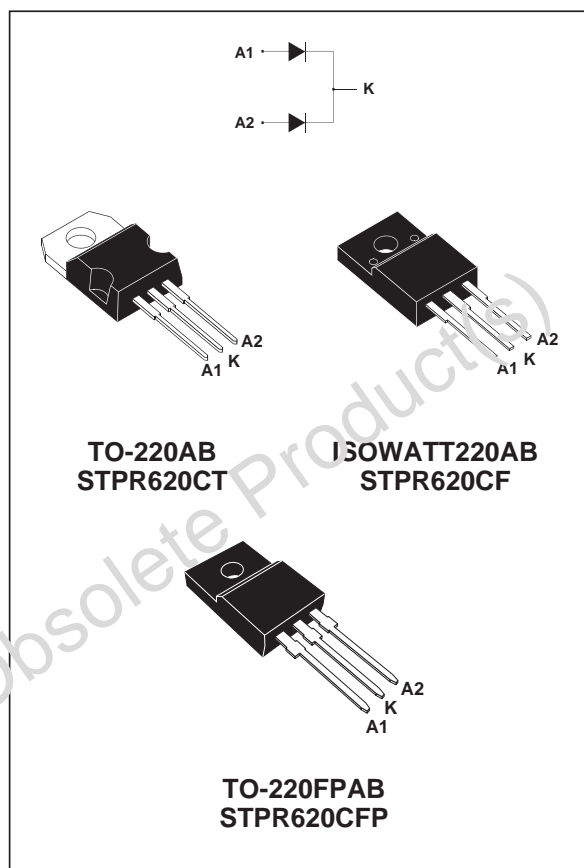 A1
K
A2
A2
K
A1
A2
K
A1
TO-220AB
STPR620CT
ISOWATT220AB
STPR620CF
A2
K
A1
TO-220FPAB
STPR620CFP
Obsolete Product(s)